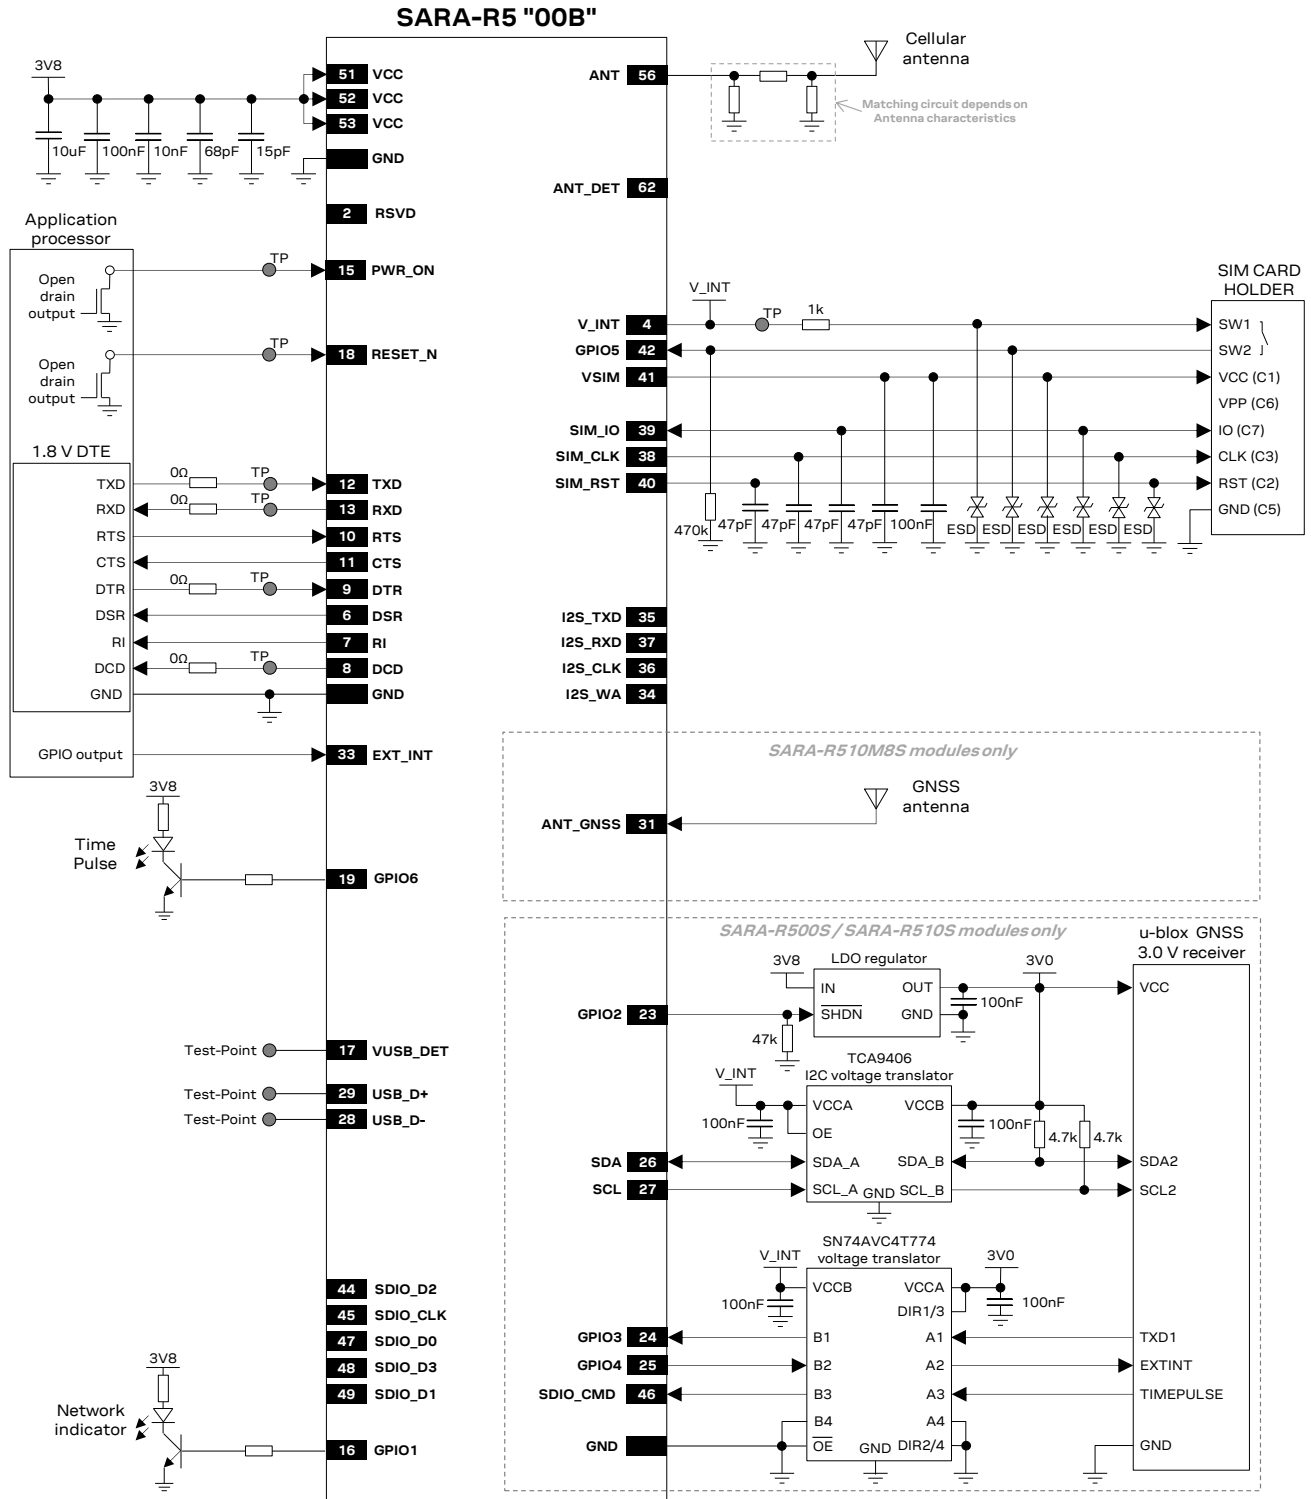 SARA-R5 "00B"
3V8
51 VCC
52 VCC
53 VCC
10uF 100nF 10nF 68pF 15pF
GND
2 RSVD
Application
processor
Open
drain
output
TP
15 PWR_ON
Open
drain
output
TP
18 RESET_N
1.8 V DTE
TXD 0Ω TP 12 TXD
RXD 0Ω TP 13 RXD
RTS 10 RTS
CTS 11 CTS
DTR 0Ω TP 9 DTR
DSR 6 DSR
RI 7 RI
DCD 0Ω TP 8 DCD
GND GND
GPIO output 33 EXT_INT
3V8
Time
Pulse
19 GPIO6
Test-Point 17 VUSB_DET
Test-Point 29 USB_D+
Test-Point 28 USB_D-
44 SDIO_D2
45 SDIO_CLK
47 SDIO_D0
48 SDIO_D3
49 SDIO_D1
3V8
Network
indicator
16 GPIO1
ANT 56
Cellular
antenna
Matching circuit depends on
Antenna characteristics
ANT_DET 62
SIM CARD
HOLDER
V_INT
TP 1k
V_INT 4 SW1
GPIO5 42 SW2
VSIM 41 VCC (C1)
VPP (C6)
SIM_IO 39 IO (C7)
SIM_CLK 38 CLK (C3)
SIM_RST 40 RST (C2)
GND (C5)
470k 47pF 47pF 47pF 47pF 100nF ESD ESD ESD ESD ESD ESD
I2S_TXD 35
I2S_RXD 37
I2S_CLK 36
I2S_WA 34
SARA-R510M8S modules only
GNSS
antenna
ANT_GNSS 31
SARA-R500S / SARA-R510S modules only
u-blox GNSS
3.0 V receiver
3V8 LDO regulator 3V0
IN OUT VCC
100nF
GPIO2 23 SHDN GND
47k
TCA9406
I2C voltage translator
V_INT
VCCA VCCB
100nF 100nF
OE
4.7k 4.7k
SDA 26 SDA_A SDA_B SDA2
SCL 27 SCL_A GND SCL_B SCL2
SN74AVC4T774
voltage translator
V_INT 3V0
VCCB VCCA
100nF DIR1/3 100nF
GPIO3 24 B1 A1 TXD1
GPIO4 25 B2 A2 EXTINT
SDIO_CMD 46 B3 A3 TIMEPULSE
B4 A4
GND OE GND DIR2/4 GND